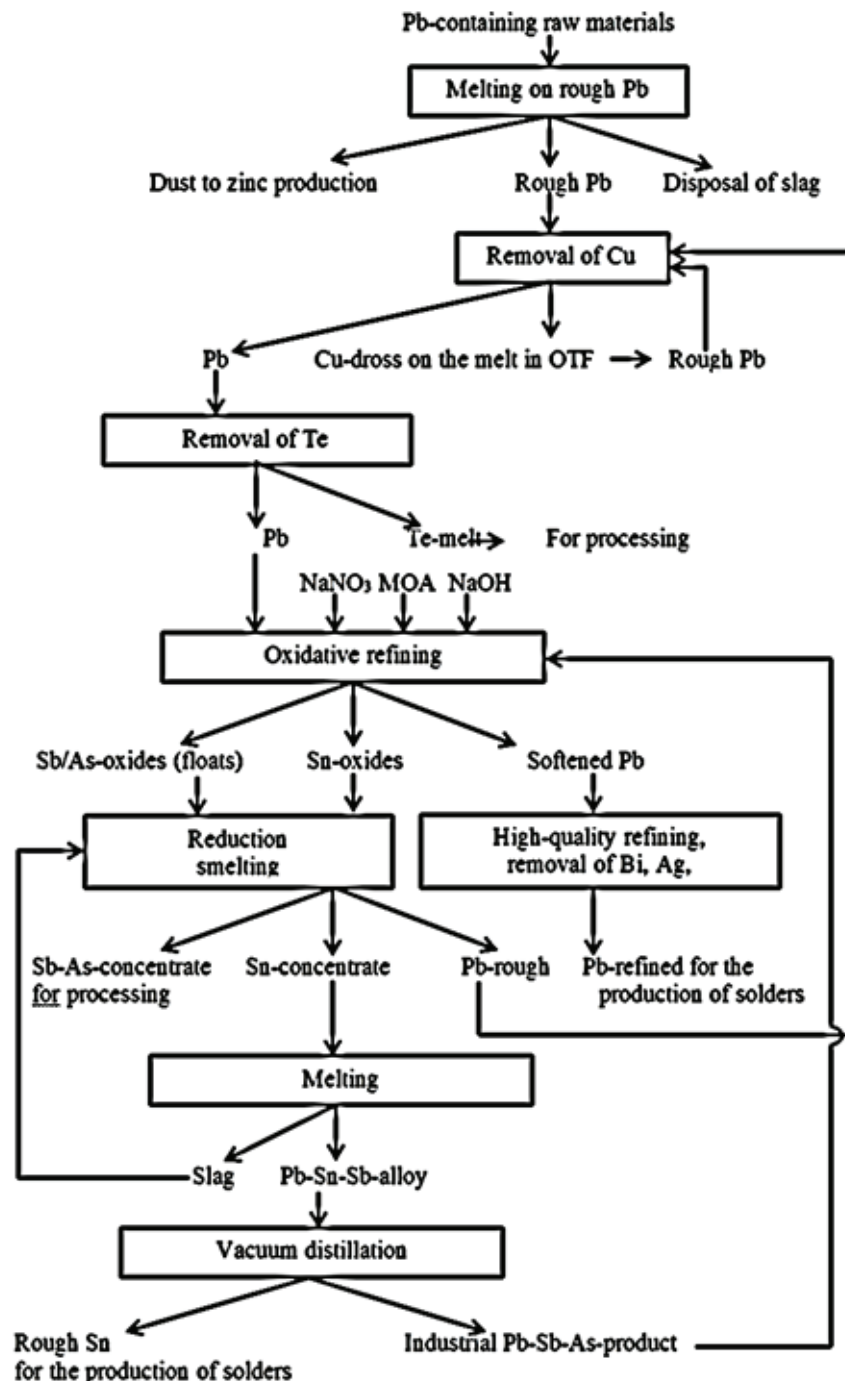 Pb-containing raw materials
Melting on rough Pb
Dust to zinc production
Rough Pb
Disposal of slag
Removal of Cu
Pb
Cu-dross on the melt in OTF
Rough Pb
Removal of Te
Pb
Te-melt
For processing
NaNO₃ MOA NaOH
Oxidative refining
Sb/As-oxides (floats)
Sn-oxides
Softened Pb
Reduction
smelting
High-quality refining,
removal of Bi, Ag,
Sb-As-concentrate
for processing
Sn-concentrate
Pb-rough
Pb-refined for the
production of solders
Melting
Slag
Pb-Sn-Sb-alloy
Vacuum distillation
Rough Sn
for the production of solders
Industrial Pb-Sb-As-product